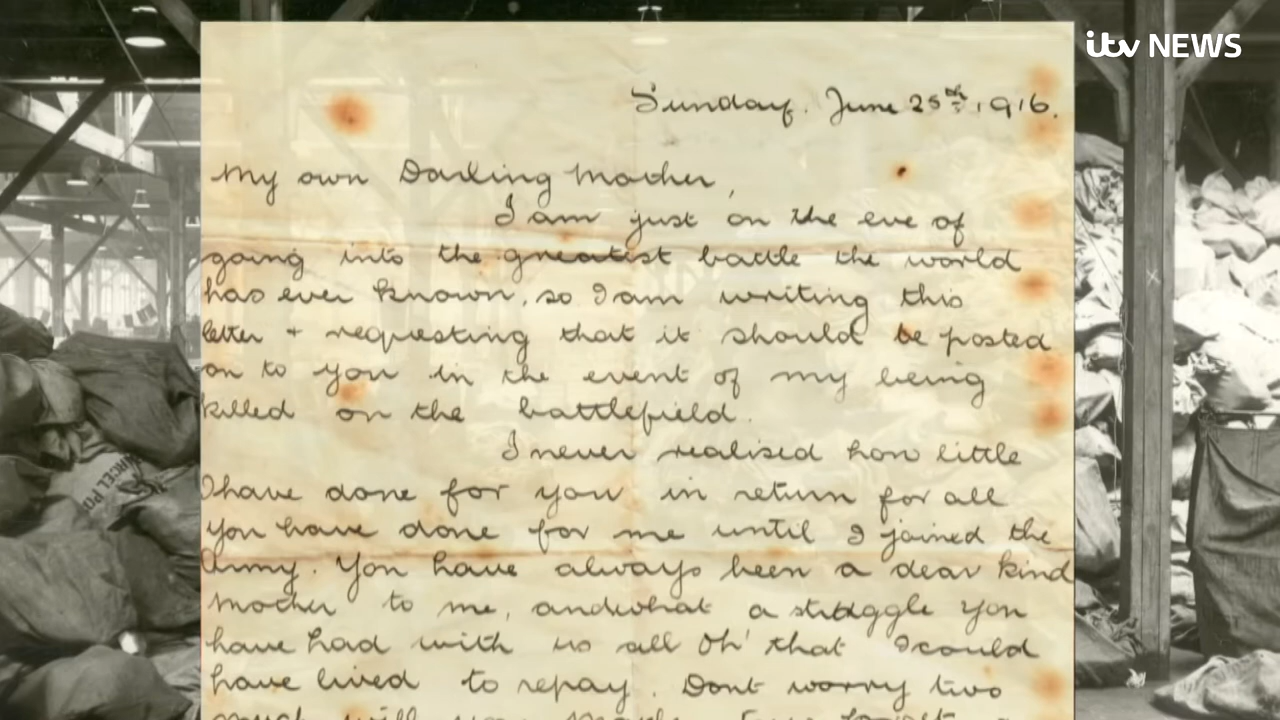 itv NEWS
Sunday. June 25th 1916.
My own Darling Mother,
I am just on the eve of
going into the greatest battle the world
has ever known, so I am writing this
letter + requesting that it should be posted
on to you in the event of my being
killed on the battlefield.
I never realised how little
I have done for you in return for all
you have done for me until I joined the
Army. You have always been a dear kind
Mother to me, and what a struggle you
have had with us all Oh' that I could
have lived to repay. Dont worry two
much will you
PARCEL PO